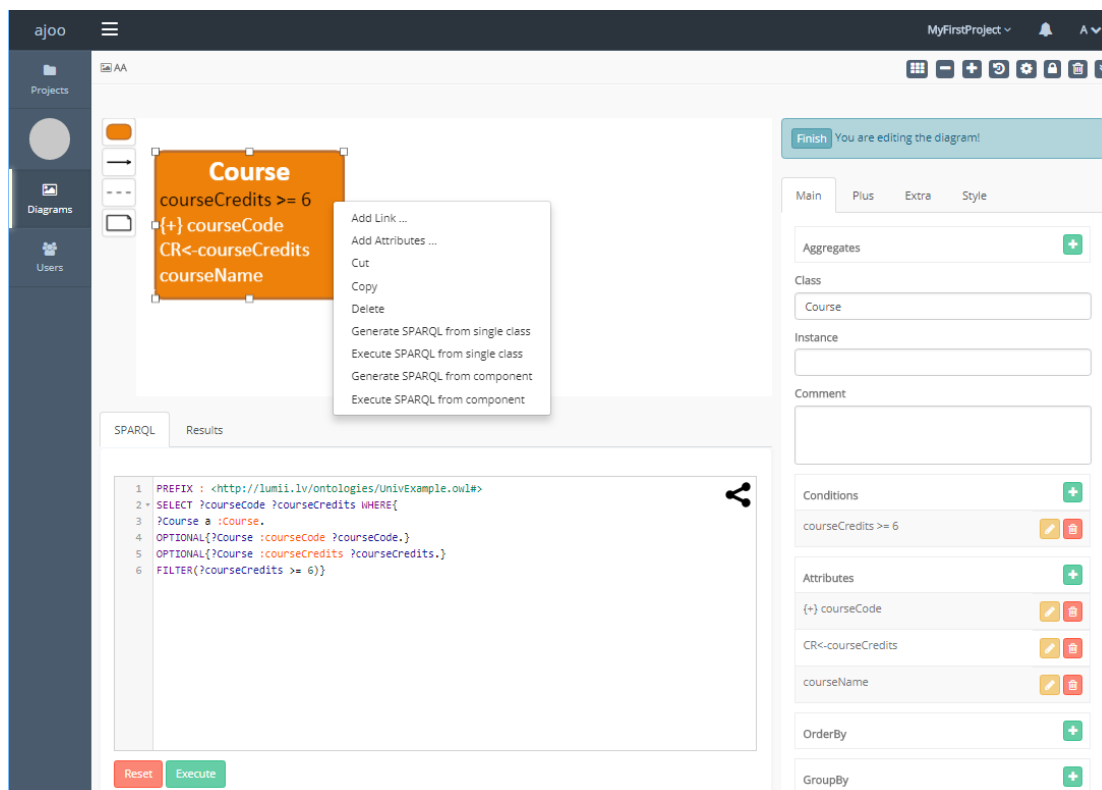 ajoo
MyFirstProject
A
Projects
Diagrams
Users
AA
Course
courseCredits >= 6
{+} courseCode
CR<-courseCredits
courseName
Add Link ...
Add Attributes ...
Cut
Copy
Delete
Generate SPARQL from single class
Execute SPARQL from single class
Generate SPARQL from component
Execute SPARQL from component
Finish You are editing the diagram!
Main Plus Extra Style
Aggregates
Class
Course
Instance
Comment
Conditions
courseCredits >= 6
Attributes
{+} courseCode
CR<-courseCredits
courseName
OrderBy
GroupBy
SPARQL Results
1 PREFIX : <http://lumii.lv/ontologies/UnivExample.owl#>
2 SELECT ?courseCode ?courseCredits WHERE{
3 ?Course a :Course.
4 OPTIONAL{?Course :courseCode ?courseCode.}
5 OPTIONAL{?Course :courseCredits ?courseCredits.}
6 FILTER(?courseCredits >= 6)}
Reset Execute